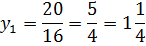 y₁ = 20/16 = 5/4 = 1 1/4